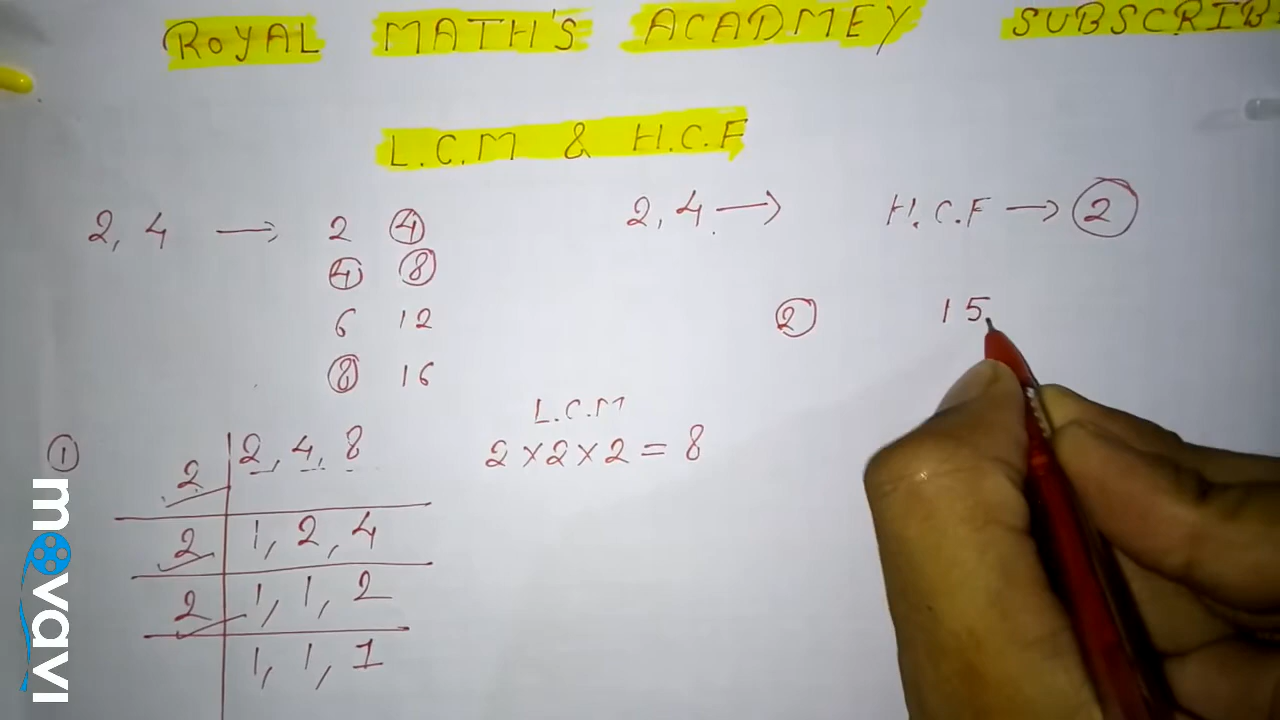 ROYAL MATH'S ACADMEY SUBSCRIB
L.C.M & H.C.F
2, 4 → 2 ④
④ ⑧
6 12
⑧ 16
2, 4 → H.C.F → ②
② 15
L.C.M
2×2×2 = 8
①
2 | 2, 4, 8
2 | 1, 2, 4
2 | 1, 1, 2
1, 1, 1
movavi